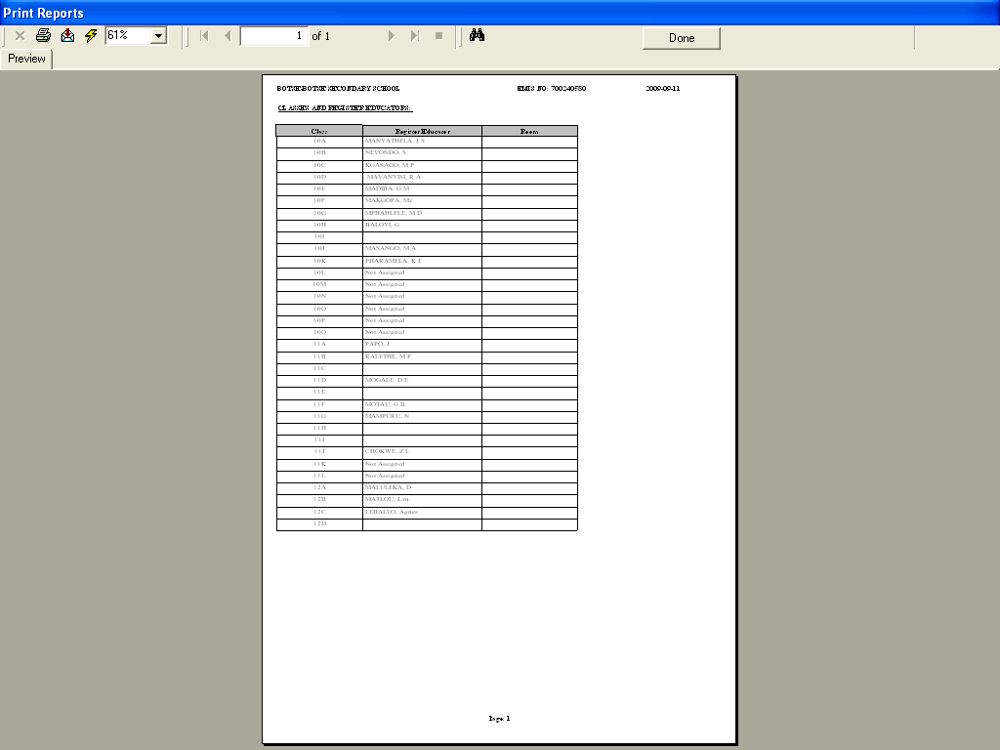 Print Reports
61% 1 of 1 Done
Preview
BOTSE-BOTSE SECONDARY SCHOOL EMIS NO: 700240580 2009-09-11
CLASSES AND REGISTER EDUCATORS:
Class Register Educator Room
10A MANYATHELA, J S
10B NEVONDO, S
10C KGASAGO, M P
10D MAVANYISI, R A
10E MADIBA, G M
10F MAKGOPA, Mz
10G MPHAHLELE, M D
10H BALOYI, G
10I
10J MASANGO, M A
10K PHARAMELA, K E
10L Not Assigned
10M Not Assigned
10N Not Assigned
10O Not Assigned
10P Not Assigned
10Q Not Assigned
11A PAPO, J
11B RALETHE, M P
11C
11D MOGALE, D E
11E
11F MOTAU, G B
11G MAMPURU, N
11H
11I
11J CHOKWE, Z L
11K Not Assigned
11L Not Assigned
12A MALULEKA, D
12B MATLOU, L.m.
12C LEBALLO, Agnes
12D
Page: 1